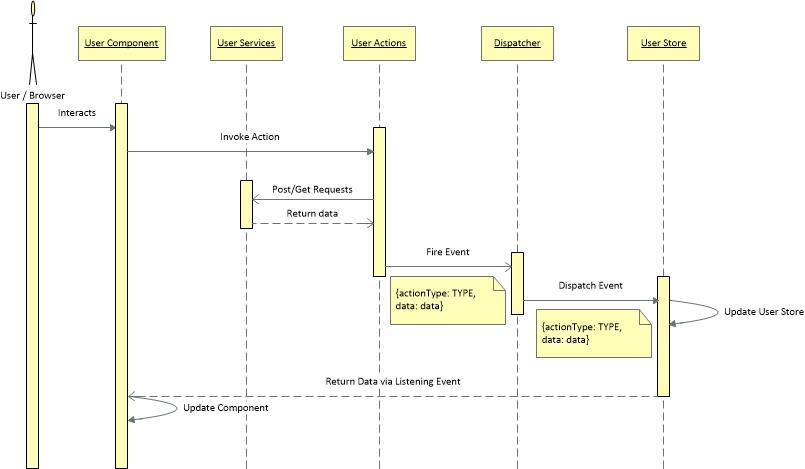 User Component
User Services
User Actions
Dispatcher
User Store
User / Browser
Interacts
Invoke Action
Post/Get Requests
Return data
Fire Event
{actionType: TYPE,
data: data}
Dispatch Event
Update User Store
{actionType: TYPE,
data: data}
Return Data via Listening Event
Update Component